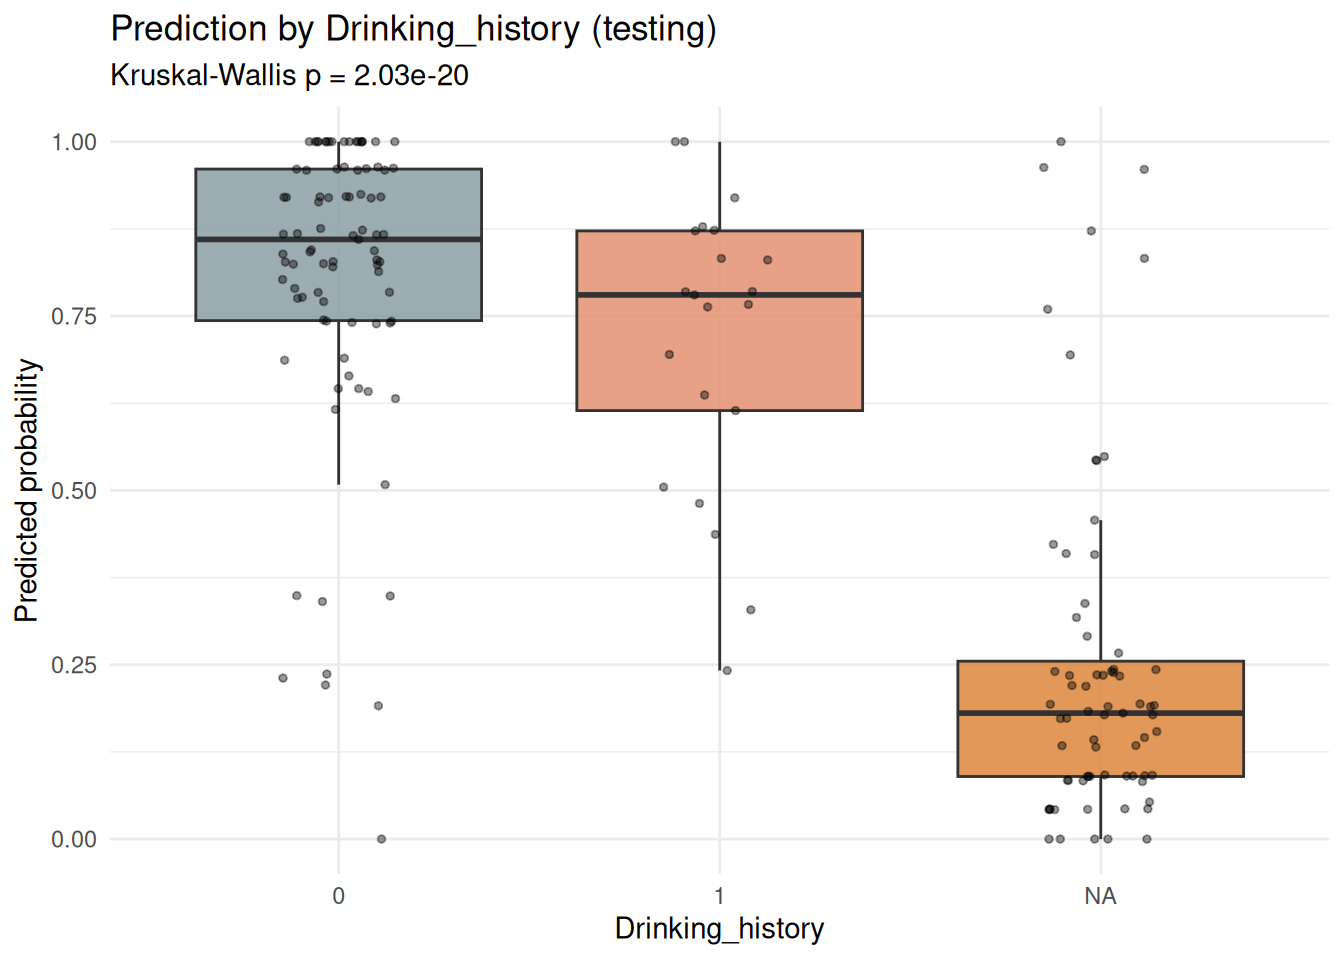 Prediction by Drinking_history (testing)
Kruskal-Wallis p = 2.03e-20
1.00
0.75
0.50
0.25
0.00
Predicted probability
0 1 NA
Drinking_history